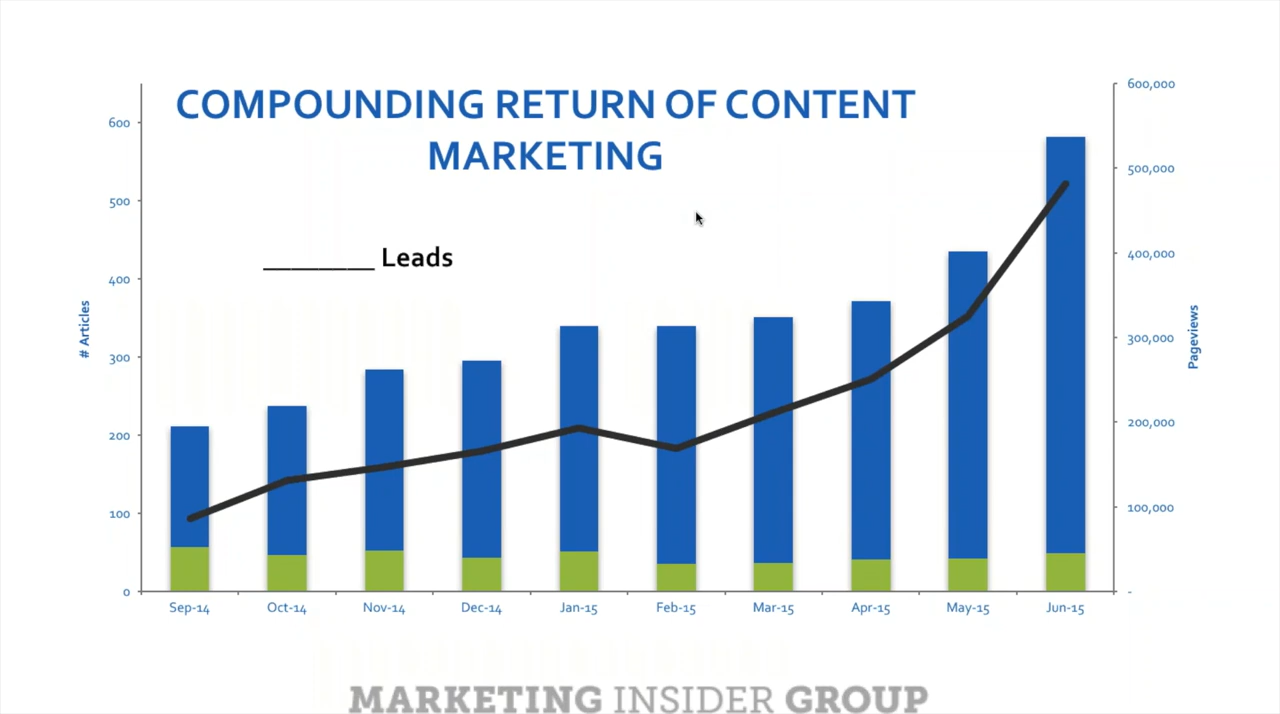 COMPOUNDING RETURN OF CONTENT
MARKETING
_________ Leads
# Articles
600
500
400
300
200
100
0
600,000
500,000
400,000
300,000
200,000
100,000
-
Pageviews
Sep-14 Oct-14 Nov-14 Dec-14 Jan-15 Feb-15 Mar-15 Apr-15 May-15 Jun-15
MARKETING INSIDER GROUP